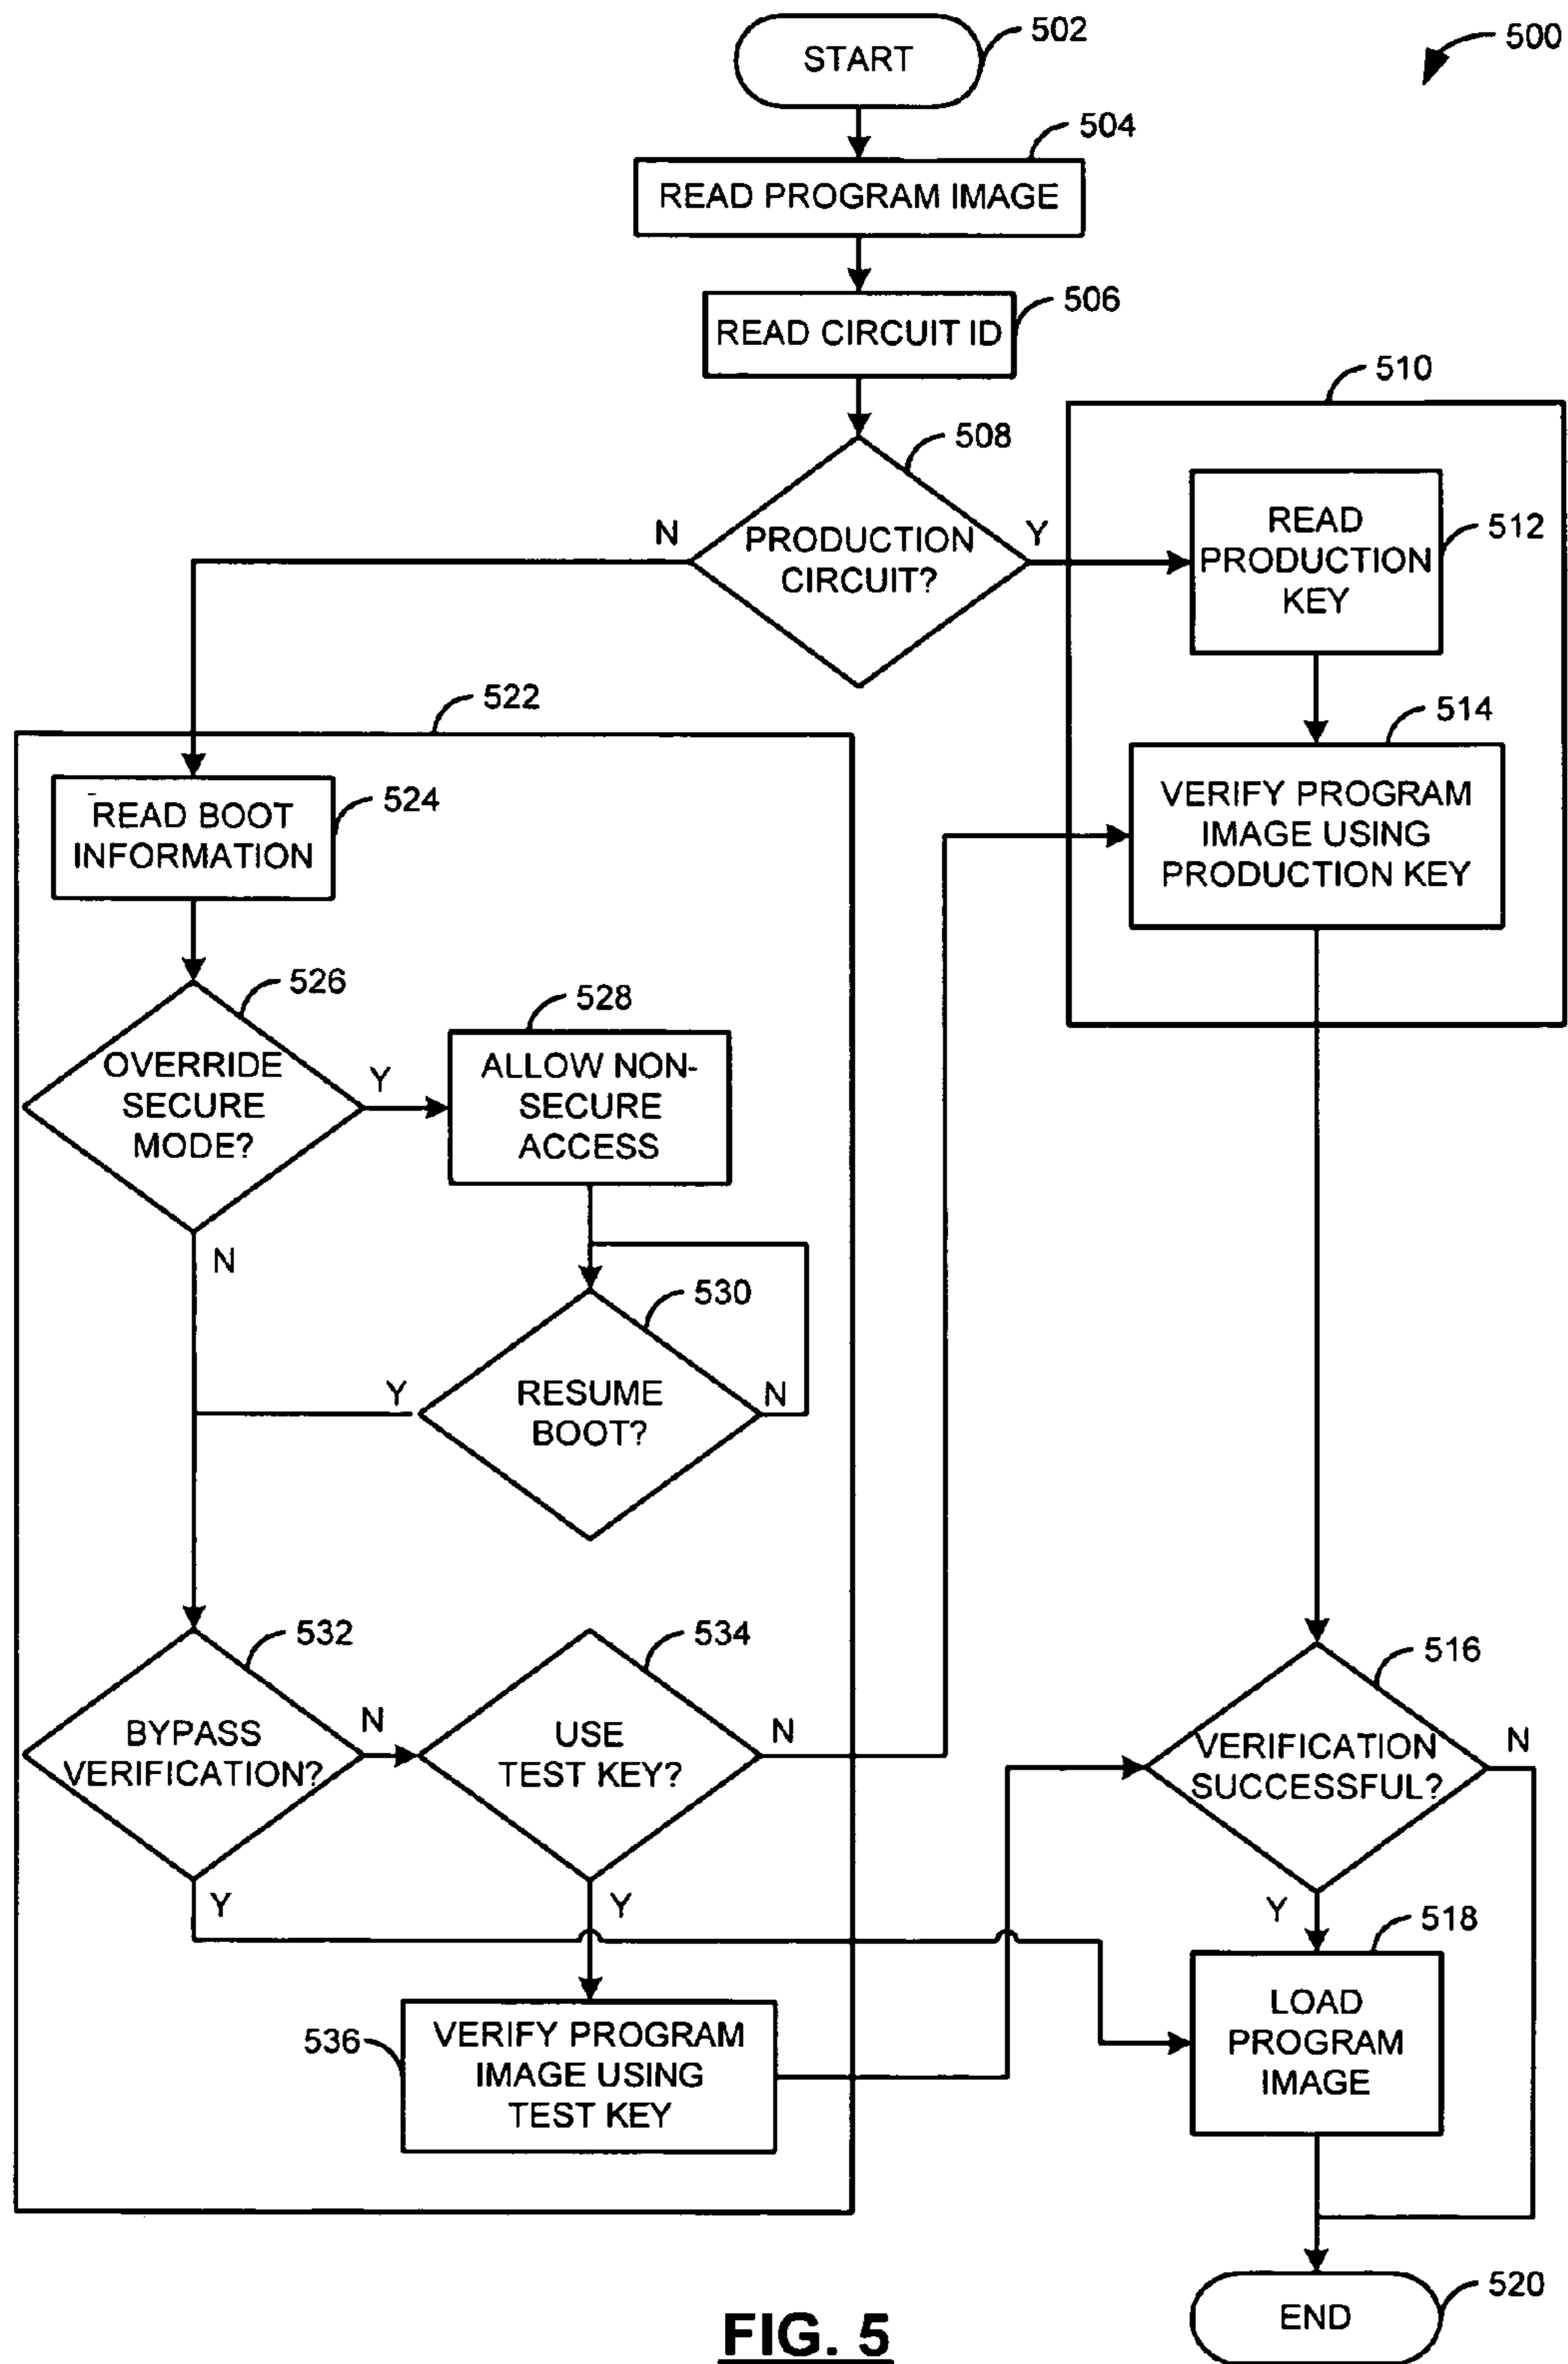 START
502
500
504
READ PROGRAM IMAGE
506
READ CIRCUIT ID
510
508
N
PRODUCTION
CIRCUIT?
Y
READ
PRODUCTION
KEY
512
522
514
READ BOOT
INFORMATION
524
VERIFY PROGRAM
IMAGE USING
PRODUCTION KEY
526
528
OVERRIDE
SECURE
MODE?
Y
ALLOW NON-
SECURE
ACCESS
N
530
Y
RESUME
BOOT?
N
532
534
516
BYPASS
VERIFICATION?
N
USE
TEST KEY?
N
VERIFICATION
SUCCESSFUL?
N
Y
Y
Y
518
LOAD
PROGRAM
IMAGE
536
VERIFY PROGRAM
IMAGE USING
TEST KEY
520
END
FIG. 5